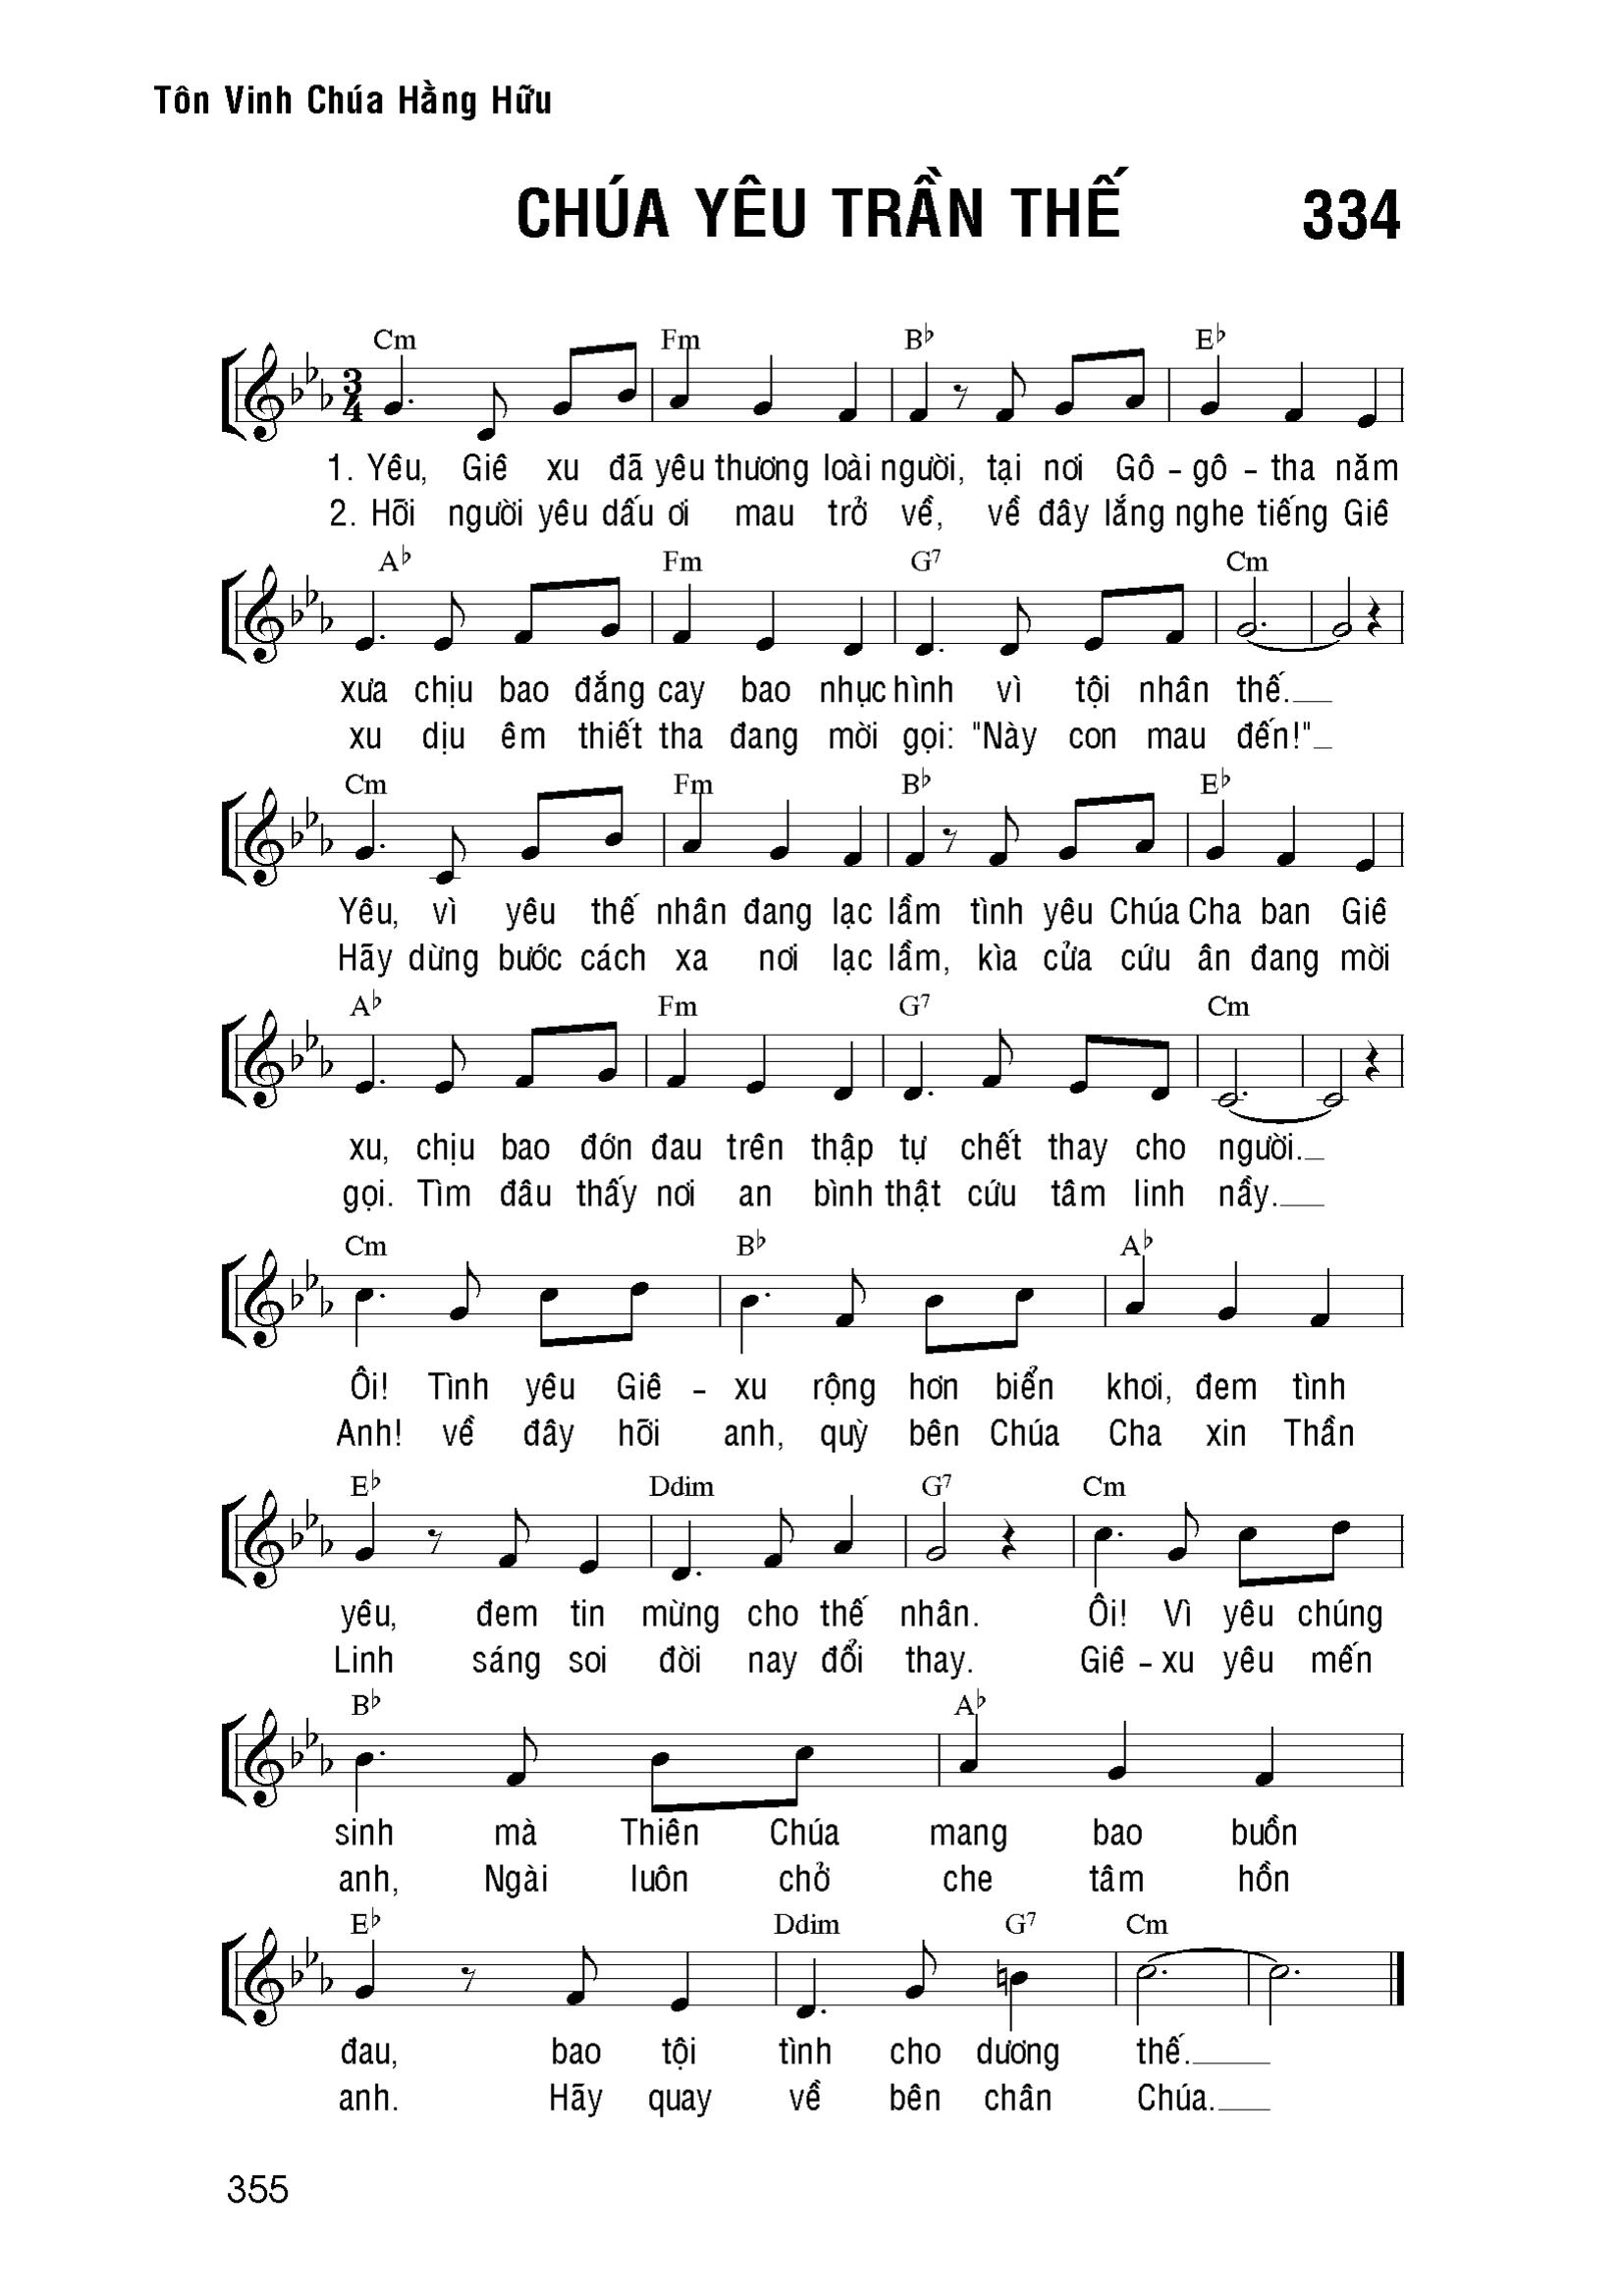 Tôn Vinh Chúa Hằng Hữu
CHÚA YÊU TRẦN THẾ 334
Cm Fm B♭ E♭
3/4
1. Yêu, Giê xu đã yêu thương loài người, tại nơi Gô - gô - tha năm
2. Hõi người yêu dấu ơi mau trở về, về đây lắng nghe tiếng Giê
A♭ Fm G7 Cm
xưa chịu bao đắng cay bao nhục hình vì tội nhân thế.
xu dịu êm thiết tha đang mời gọi: "Này con mau đến!"
Cm Fm B♭ E♭
Yêu, vì yêu thế nhân đang lạc lầm tình yêu Chúa Cha ban Giê
Hãy dừng bước cách xa nơi lạc lầm, kìa cửa cứu ân đang mời
A♭ Fm G7 Cm
xu, chịu bao đớn đau trên thập tự chết thay cho người.
gọi. Tìm đâu thấy nơi an bình thật cứu tâm linh nầy.
Cm B♭ A♭
Ôi! Tình yêu Giê - xu rộng hơn biển khơi, đem tình
Anh! về đây hỡi anh, quỳ bên Chúa Cha xin Thần
E♭ Ddim G7 Cm
yêu, đem tin mừng cho thế nhân. Ôi! Vì yêu chúng
Linh sáng soi đời nay đổi thay. Giê - xu yêu mến
B♭ A♭
sinh mà Thiên Chúa mang bao buồn
anh, Ngài luôn chở che tâm hồn
E♭ Ddim G7 Cm
đau, bao tội tình cho dương thế.
anh. Hãy quay về bên chân Chúa.
355